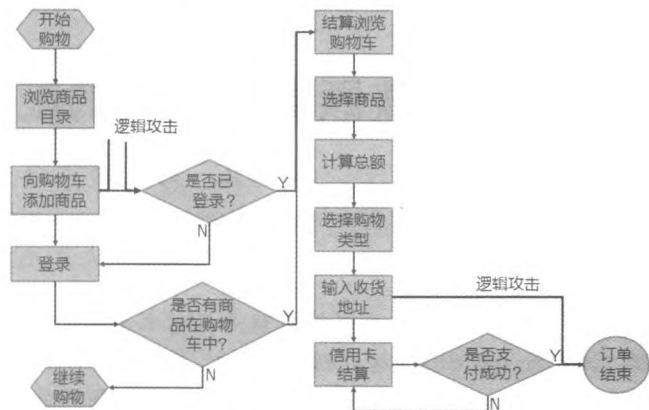 开始
购物
浏览商品
目录
逻辑攻击
向购物车
添加商品
是否已
登录?
Y
N
登录
是否有商
品在购物
车中?
Y
N
继续
购物
结算浏览
购物车
选择商品
计算总额
选择购物
类型
输入收货
地址
逻辑攻击
信用卡
结算
是否支
付成功?
Y
N
订单
结束